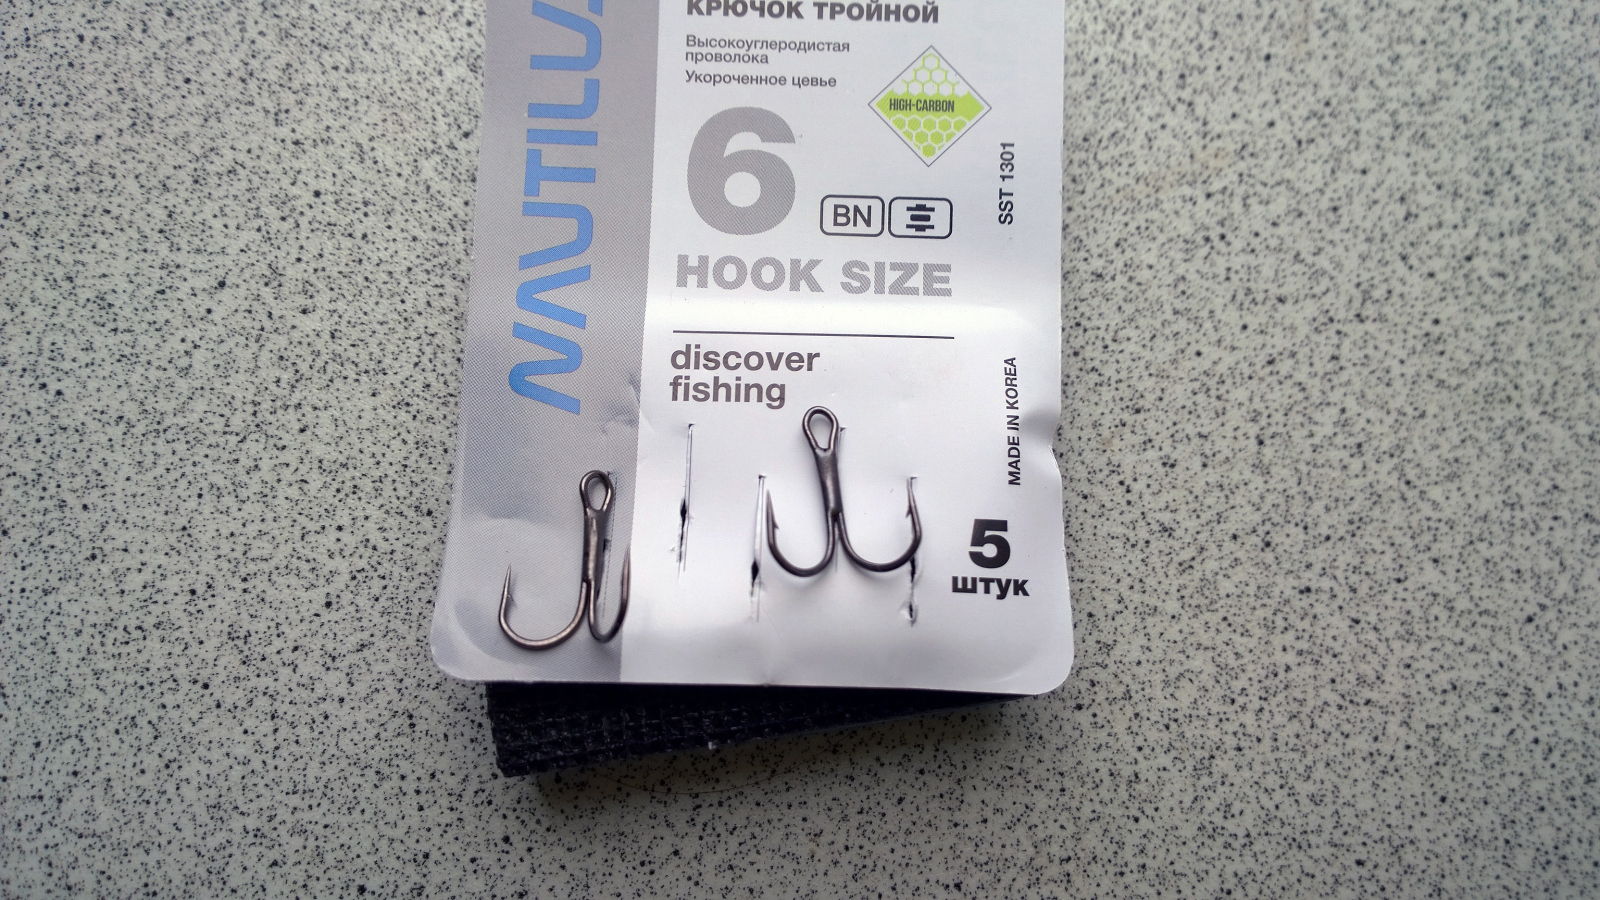 NAUTILUS
КРЮЧОК ТРОЙНОЙ
Высокоуглеродистая
проволока
Укороченное цевье
HIGH-CARBON
6
BN
SST 1301
HOOK SIZE
discover
fishing
MADE IN KOREA
5
штук